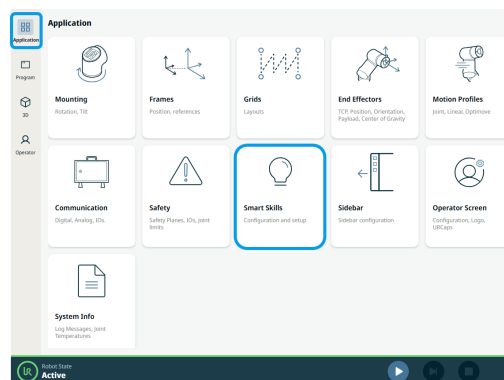 Application
Application
Program
3D
Operator
Mounting
Rotation, Tilt
Frames
Position, references
Grids
Layouts
End Effectors
TCP, Position, Orientation,
Payload, Center of Gravity
Motion Profiles
Joint, Linear, Optimove
Communication
Digital, Analog, IOs.
Safety
Safety Planes, IOs, Joint
limits
Smart Skills
Configuration and setup
Sidebar
Sidebar configuration
Operator Screen
Configuration, Logo,
URCaps
System Info
Log Messages, Joint
Temperatures
Robot State
Active